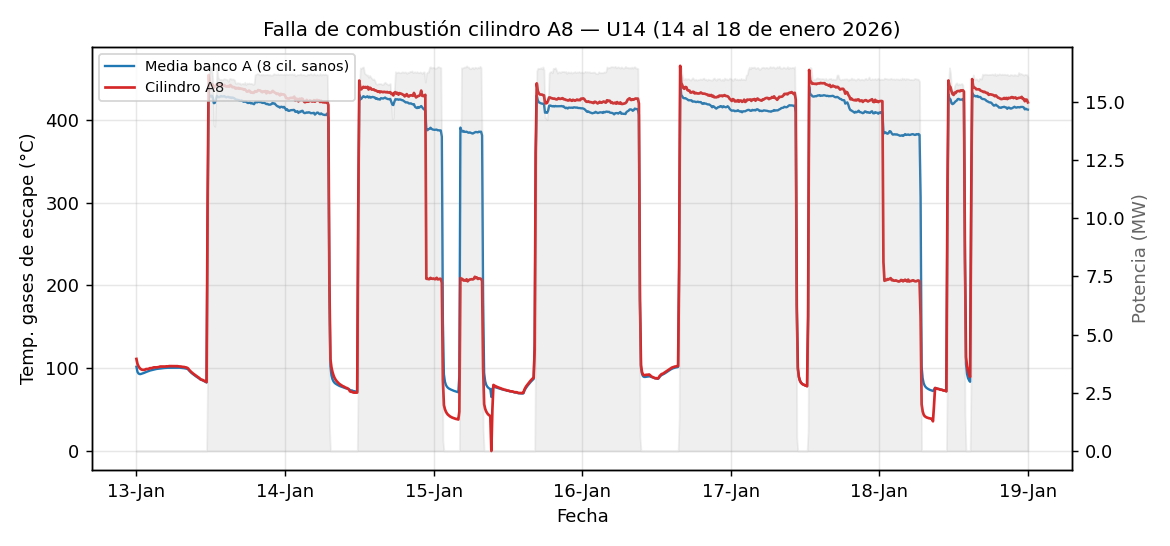 Falla de combustión cilindro A8 — U14 (14 al 18 de enero 2026)
Media banco A (8 cil. sanos)
Cilindro A8
Temp. gases de escape (°C)
400
300
200
100
0
Potencia (MW)
15.0
12.5
10.0
7.5
5.0
2.5
0.0
13-Jan
14-Jan
15-Jan
16-Jan
17-Jan
18-Jan
19-Jan
Fecha